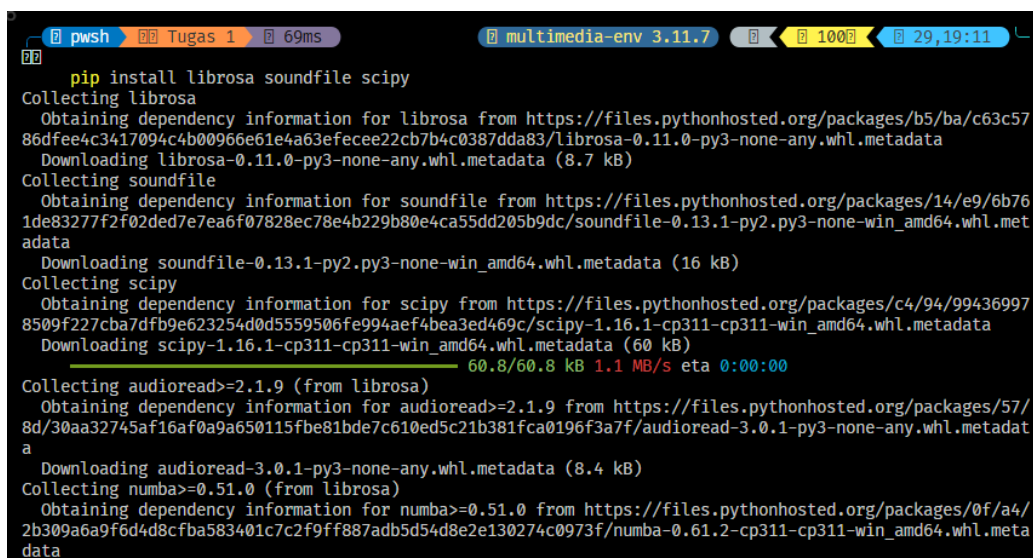 pwsh Tugas 1 69ms multimedia-env 3.11.7 100 29,19:11
pip install librosa soundfile scipy
Collecting librosa
Obtaining dependency information for librosa from https://files.pythonhosted.org/packages/b5/ba/c63c57
86dfee4c3417094c4b00966e61e4a63efecee22cb7b4c0387dda83/librosa-0.11.0-py3-none-any.whl.metadata
Downloading librosa-0.11.0-py3-none-any.whl.metadata (8.7 kB)
Collecting soundfile
Obtaining dependency information for soundfile from https://files.pythonhosted.org/packages/14/e9/6b76
1de83277f2f02ded7e7ea6f07828ec78e4b229b80e4ca55dd205b9dc/soundfile-0.13.1-py2.py3-none-win_amd64.whl.met
adata
Downloading soundfile-0.13.1-py2.py3-none-win_amd64.whl.metadata (16 kB)
Collecting scipy
Obtaining dependency information for scipy from https://files.pythonhosted.org/packages/c4/94/99436997
8509f227cba7dfb9e623254d0d5559506fe994aef4bea3ed469c/scipy-1.16.1-cp311-cp311-win_amd64.whl.metadata
Downloading scipy-1.16.1-cp311-cp311-win_amd64.whl.metadata (60 kB)
60.8/60.8 kB 1.1 MB/s eta 0:00:00
Collecting audioread>=2.1.9 (from librosa)
Obtaining dependency information for audioread>=2.1.9 from https://files.pythonhosted.org/packages/57/
8d/30aa32745af16af0a9a650115fbe81bde7c610ed5c21b381fca0196f3a7f/audioread-3.0.1-py3-none-any.whl.metadat
a
Downloading audioread-3.0.1-py3-none-any.whl.metadata (8.4 kB)
Collecting numba>=0.51.0 (from librosa)
Obtaining dependency information for numba>=0.51.0 from https://files.pythonhosted.org/packages/0f/a4/
2b309a6a9f6d4d8cfba583401c7c2f9ff887adb5d54d8e2e130274c0973f/numba-0.61.2-cp311-cp311-win_amd64.whl.meta
data